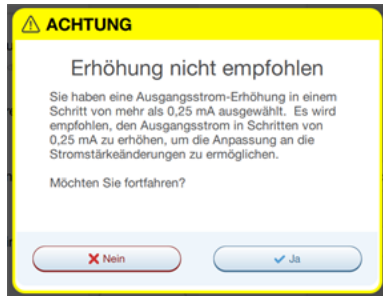 ACHTUNG
Erhöhung nicht empfohlen
Sie haben eine Ausgangsstrom-Erhöhung in einem
Schritt von mehr als 0,25 mA ausgewählt. Es wird
empfohlen, den Ausgangsstrom in Schritten von
0,25 mA zu erhöhen, um die Anpassung an die
Stromstärkeänderungen zu ermöglichen.
Möchten Sie fortfahren?
Nein
Ja